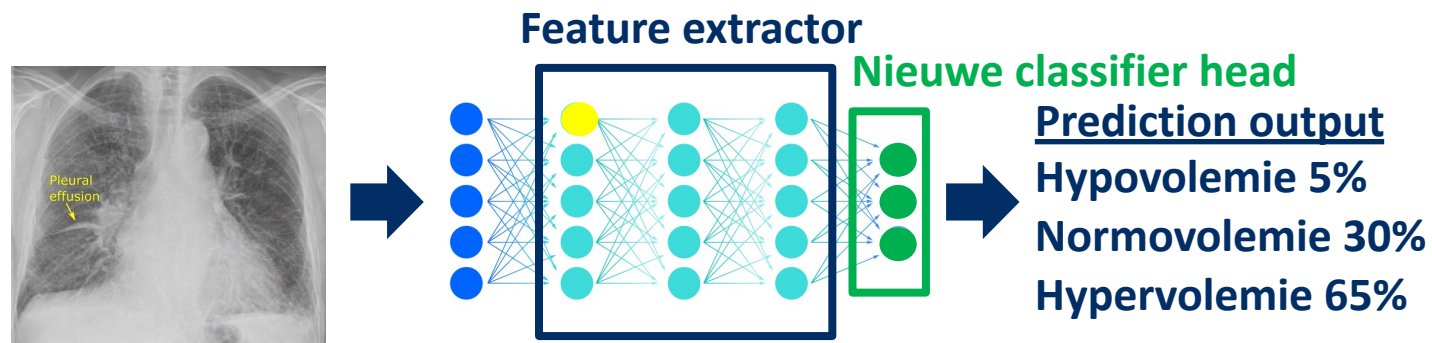 Feature extractor
Nieuwe classifier head
Prediction output
Pleural
effusion
Hypovolemie 5%
Normovolemie 30%
Hypervolemie 65%